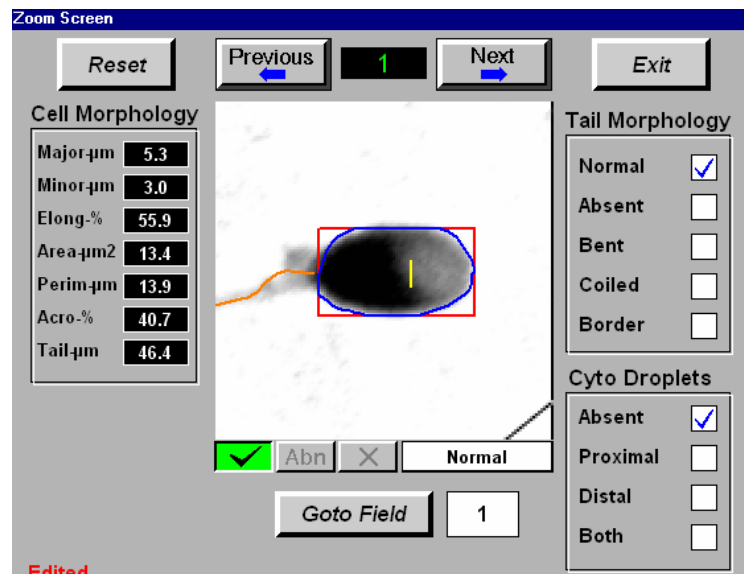 Zoom Screen
Reset
Previous
1
Next
Exit
Cell Morphology
Major-µm 5.3
Minor-µm 3.0
Elong-% 55.9
Area-µm2 13.4
Perim-µm 13.9
Acro-% 40.7
Tail-µm 46.4
Abn
Normal
Goto Field
1
Tail Morphology
Normal
Absent
Bent
Coiled
Border
Cyto Droplets
Absent
Proximal
Distal
Both
Edited